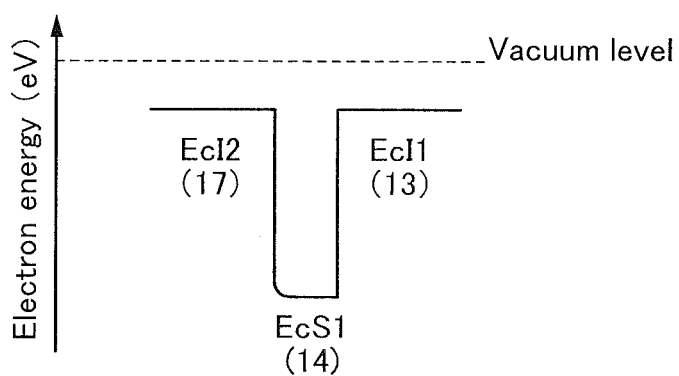 Electron energy (eV)
Vacuum level
EcI2
(17)
EcI1
(13)
EcS1
(14)